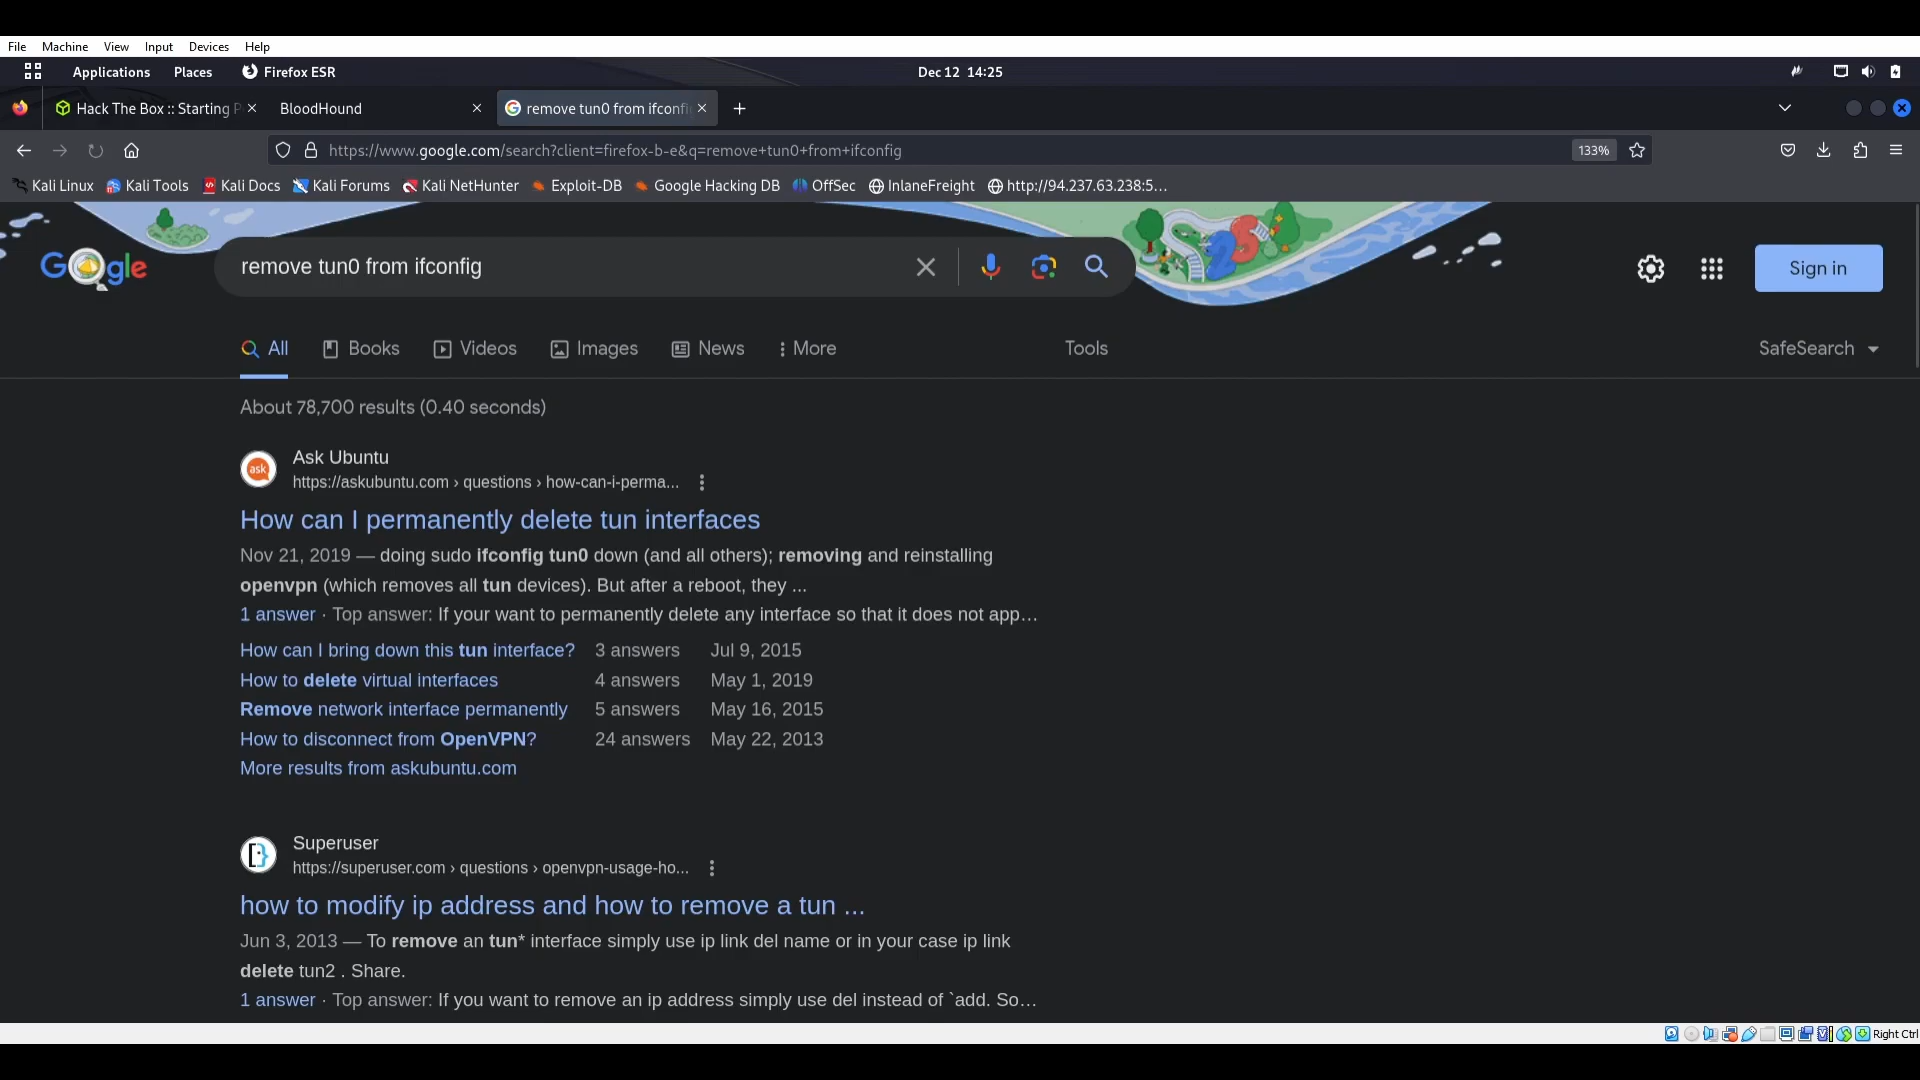 File Machine View Input Devices Help
Applications Places Firefox ESR Dec 12 14:25
Hack The Box :: Starting P BloodHound remove tun0 from ifconfi
https://www.google.com/search?client=firefox-b-e&q=remove+tun0+from+ifconfig 133%
Kali Linux Kali Tools Kali Docs Kali Forums Kali NetHunter Exploit-DB Google Hacking DB OffSec InlaneFreight http://94.237.63.238:5…
Google remove tun0 from ifconfig 25 Sign in
All Books Videos Images News More Tools SafeSearch
About 78,700 results (0.40 seconds)
ask
Ask Ubuntu
https://askubuntu.com › questions › how-can-i-perma...
How can I permanently delete tun interfaces
Nov 21, 2019 — doing sudo ifconfig tun0 down (and all others); removing and reinstalling
openvpn (which removes all tun devices). But after a reboot, they ...
1 answer · Top answer: If your want to permanently delete any interface so that it does not app…
How can I bring down this tun interface? 3 answers Jul 9, 2015
How to delete virtual interfaces 4 answers May 1, 2019
Remove network interface permanently 5 answers May 16, 2015
How to disconnect from OpenVPN? 24 answers May 22, 2013
More results from askubuntu.com
Superuser
https://superuser.com › questions › openvpn-usage-ho...
how to modify ip address and how to remove a tun ...
Jun 3, 2013 — To remove an tun* interface simply use ip link del name or in your case ip link
delete tun2 . Share.
1 answer · Top answer: If you want to remove an ip address simply use del instead of `add. So…
Right Ctrl